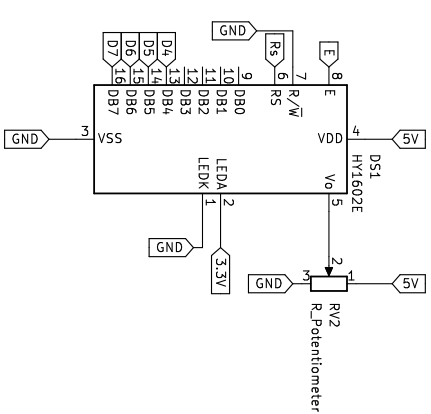 GND
D7
D6
D5
D4
Rs
E
16
15
14
13
12
11
10
9
6
7
8
DB7
DB6
DB5
DB4
DB3
DB2
DB1
DB0
RS
R/W
E
GND
3
VSS
VDD
4
5V
DS1
HY1602E
LEDK
LEDA
Vo
1
2
5
GND
3.3V
2
GND
3
1
5V
RV2
R_Potentiometer